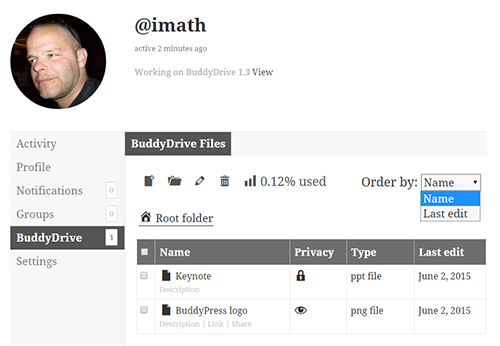 @imath
active 2 minutes ago
Working on BuddyDrive 1.3 View
Activity
Profile
Notifications 0
Groups 0
BuddyDrive 1
Settings
BuddyDrive Files
0.12% used
Order by: Name
Name
Last edit
Root folder
Name Privacy Type Last edit
Keynote ppt file June 2, 2015
Description
BuddyPress logo png file June 2, 2015
Description | Link | Share